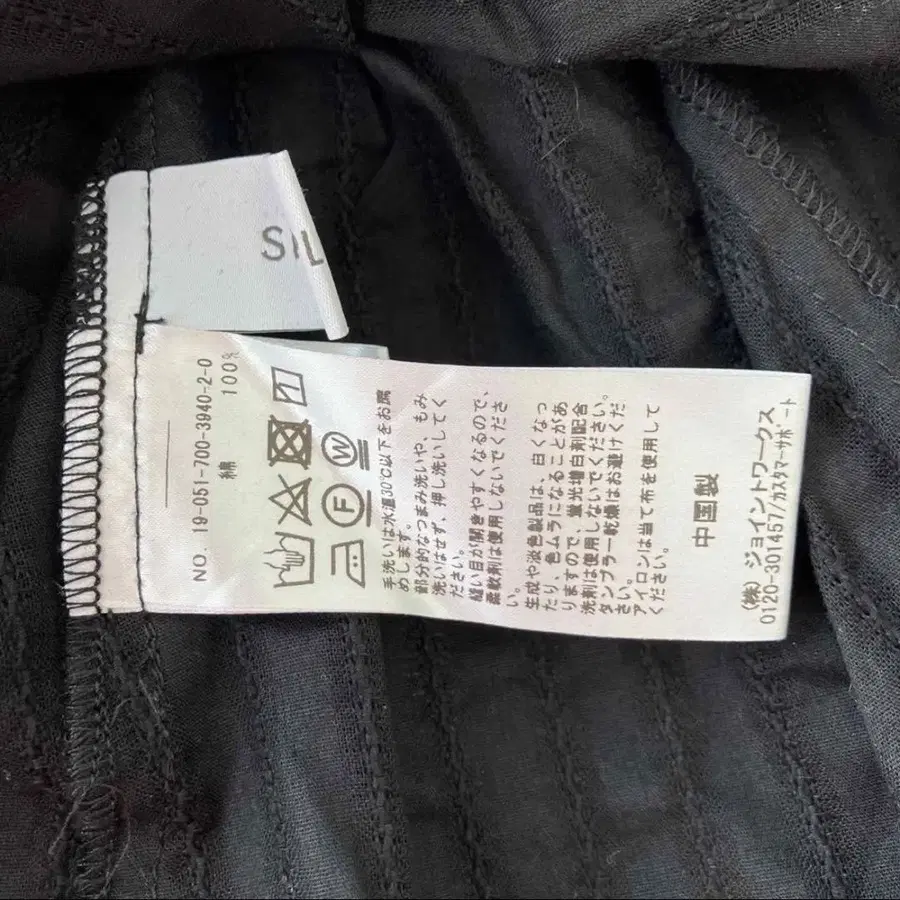 SIL
NO. 19-051-700-3940-2-0
綿 100%
W
F
手洗いは水温30℃以下をお薦
めします。
部分的なつまみ洗いや、もみ
洗いはせず、押し洗いしてく
ださい。
縫い目が開きやすくなるので、
柔軟剤は使用しないでくださ
い。
生成や淡色製品は、白くなっ
たり、色ムラになることがあ
りますので、蛍光増白剤配合
洗剤は使用しないでください。
タンブラー乾燥はお避けくだ
さい。
アイロンは当て布を使用して
ください。
中国製
(株) ジョイントワークス
0120-301457/カスタマーサポート